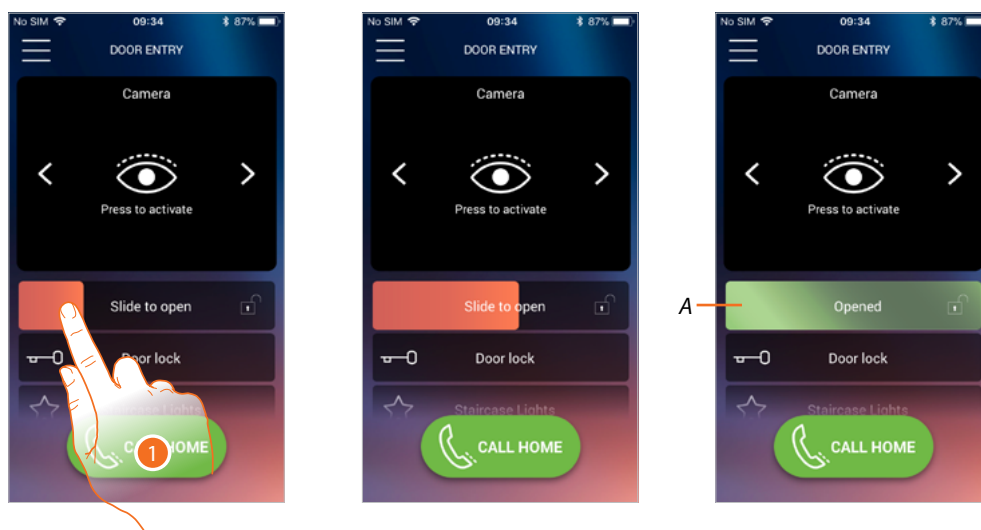 No SIM 09:34 87%
DOOR ENTRY
Camera
Press to activate
Slide to open
Door lock
Lights
1
CALL HOME
No SIM 09:34 87%
DOOR ENTRY
Camera
Press to activate
Slide to open
Door lock
Staircase Lights
CALL HOME
No SIM 09:34 87%
DOOR ENTRY
Camera
Press to activate
A
Opened
Door lock
Staircase Lights
CALL HOME